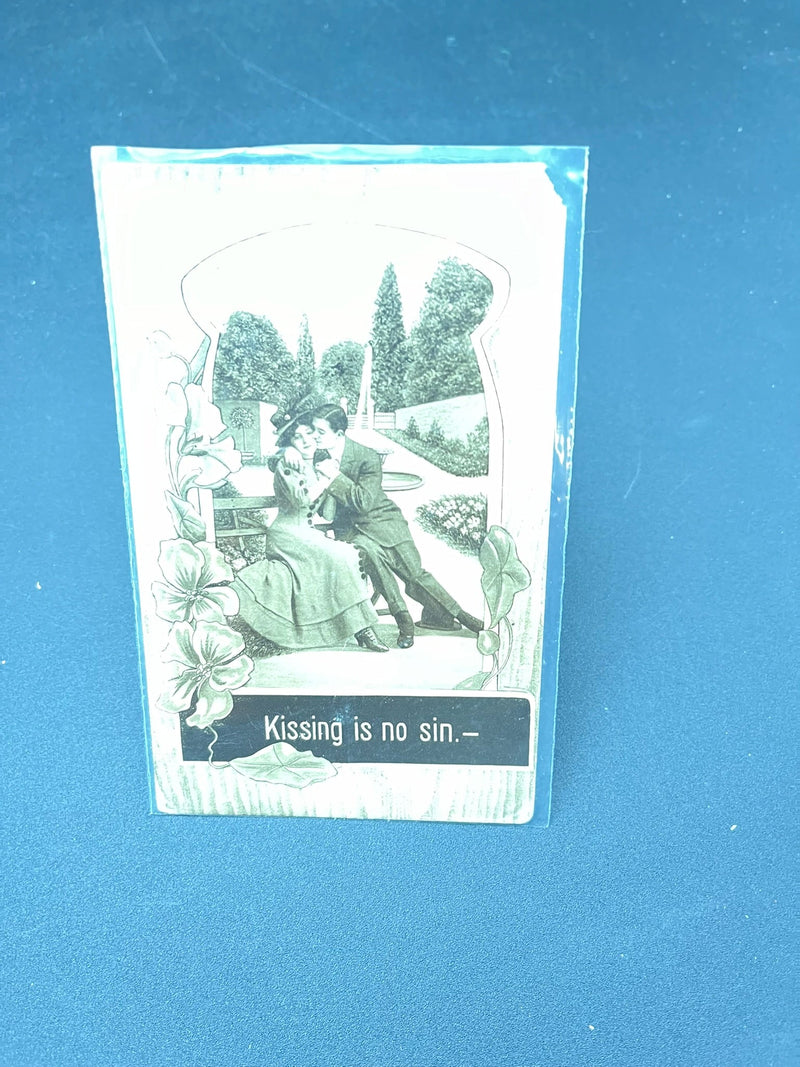 Kissing is no sin.—